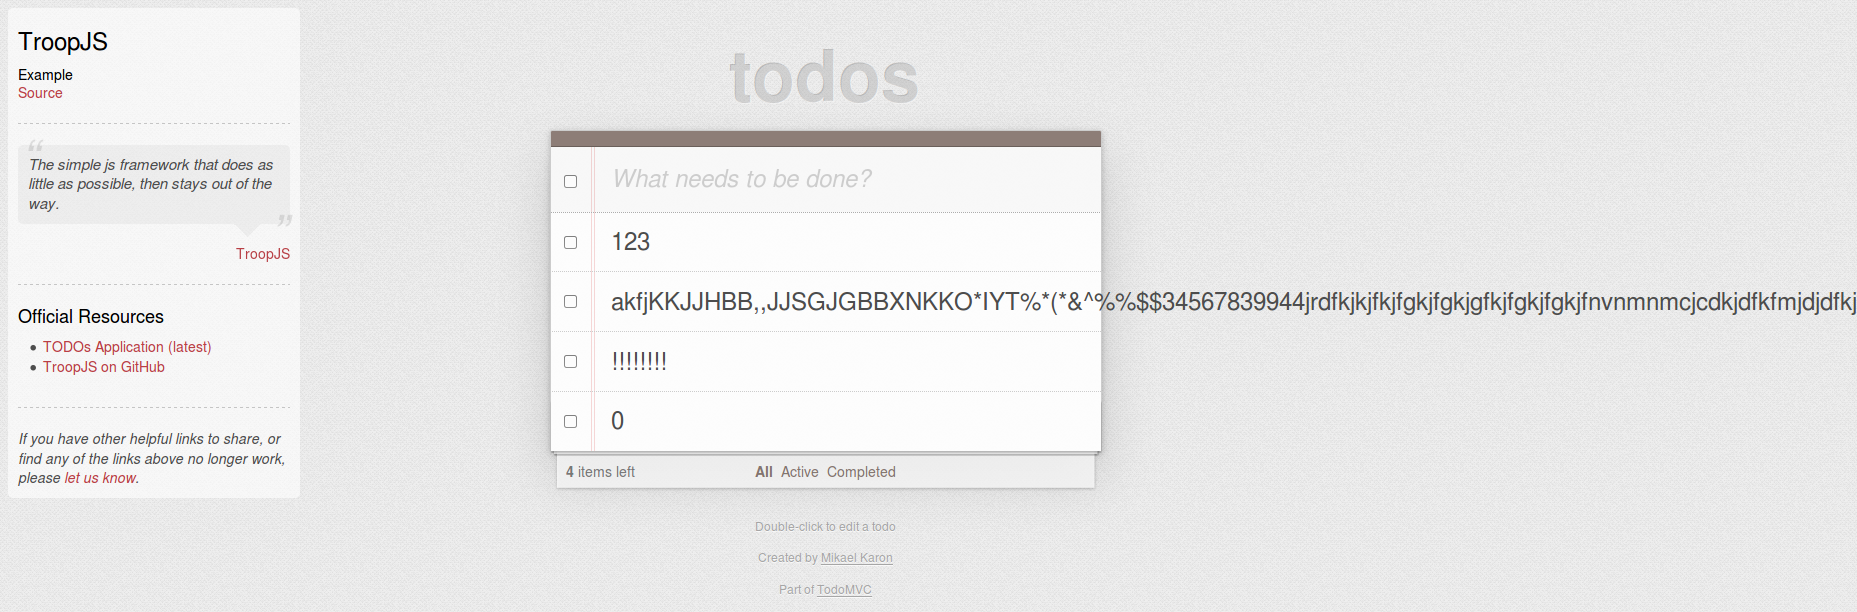 TroopJS
Example
Source
“
The simple js framework that does as
little as possible, then stays out of the
way.
”
TroopJS
Official Resources
● TODOs Application (latest)
● TroopJS on GitHub
If you have other helpful links to share, or
find any of the links above no longer work,
please let us know.
todos
What needs to be done?
123
akfjKKJJHBB,,JJSGJGBBXNKKO*IYT%*(*&^%%$$34567839944jrdfkjkjfkjfgkjfgkjgfkjfgkjfgkjfnvnmnmcjcdkjdfkfmjdjdfkj
!!!!!!!!
0
4 items left All Active Completed
Double-click to edit a todo
Created by Mikael Karon
Part of TodoMVC